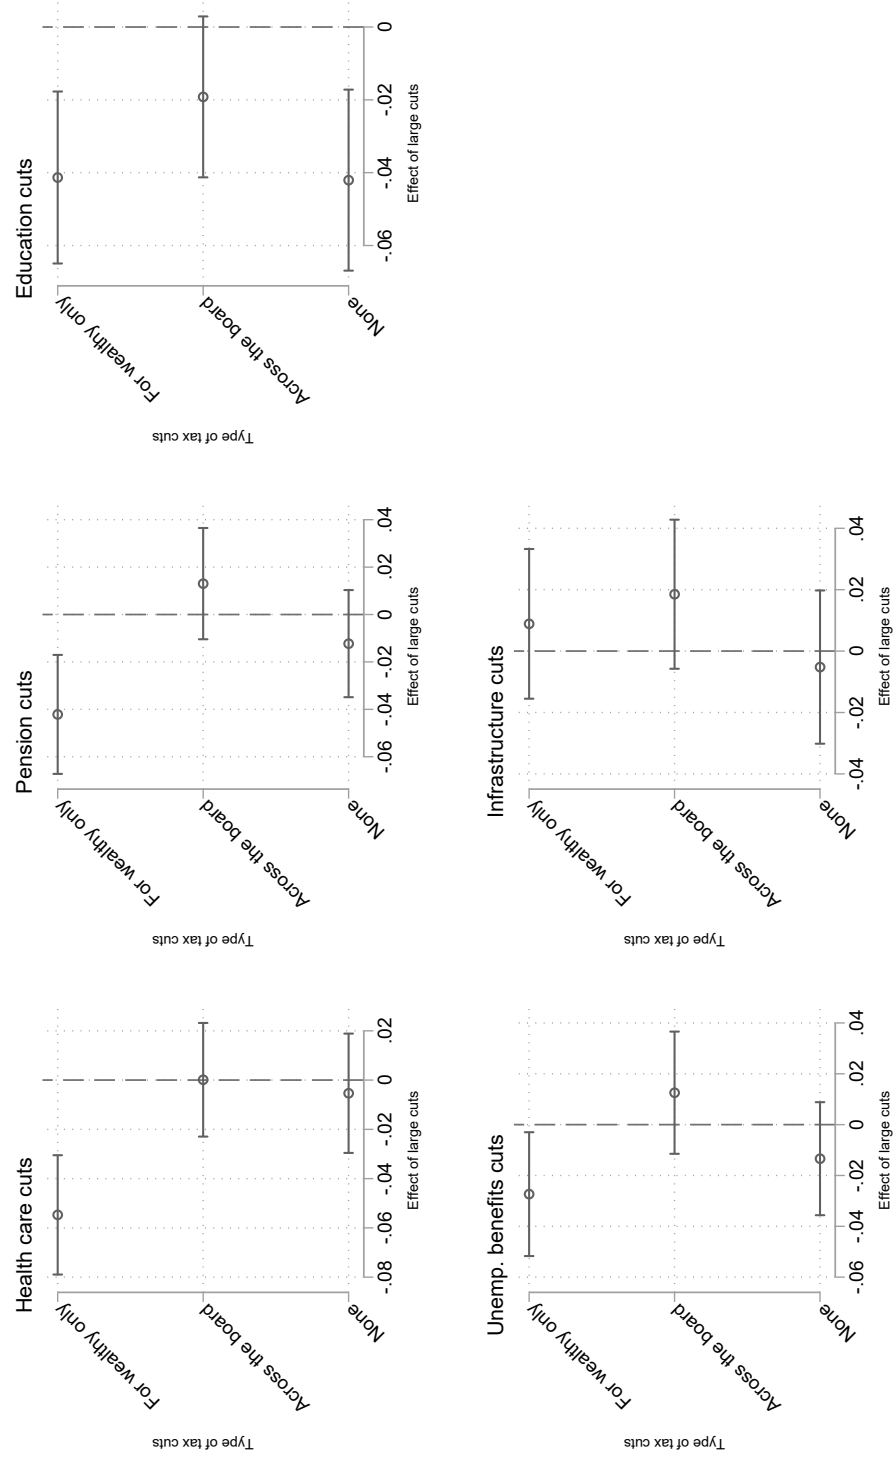 Health care cuts
For wealthy only
Across the board
None
Type of tax cuts
-.08 -.06 -.04 -.02 0 .02
Effect of large cuts
Pension cuts
For wealthy only
Across the board
None
Type of tax cuts
-.06 -.04 -.02 0 .02 .04
Effect of large cuts
Education cuts
For wealthy only
Across the board
None
Type of tax cuts
-.06 -.04 -.02 0
Effect of large cuts
Unemp. benefits cuts
For wealthy only
Across the board
None
Type of tax cuts
-.06 -.04 -.02 0 .02 .04
Effect of large cuts
Infrastructure cuts
For wealthy only
Across the board
None
Type of tax cuts
-.04 -.02 0 .02 .04
Effect of large cuts